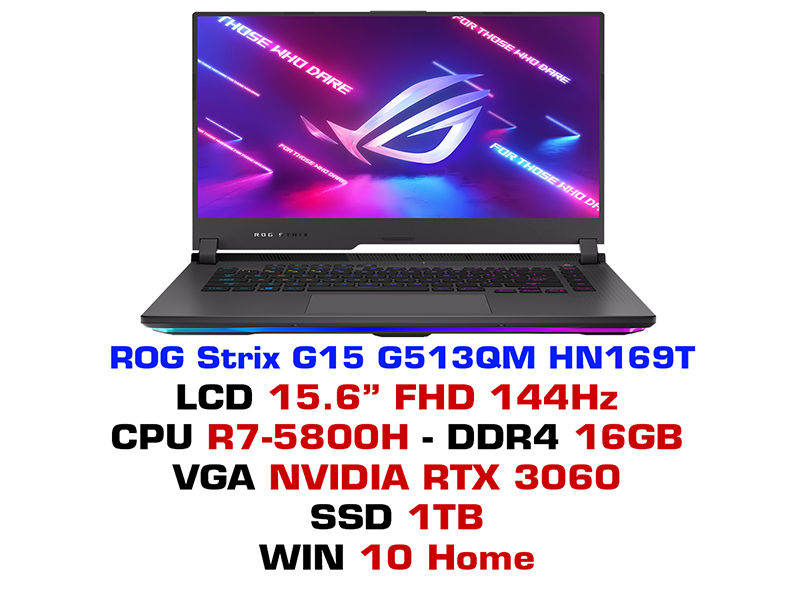 THOSE WHO DARE
FOR THOSE WHO DARE
FOR THOSE WHO DARE
FOR THOSE WHO DA
ROG STRIX
ROG Strix G15 G513QM HN169T
LCD 15.6” FHD 144Hz
CPU R7-5800H - DDR4 16GB
VGA NVIDIA RTX 3060
SSD 1TB
WIN 10 Home